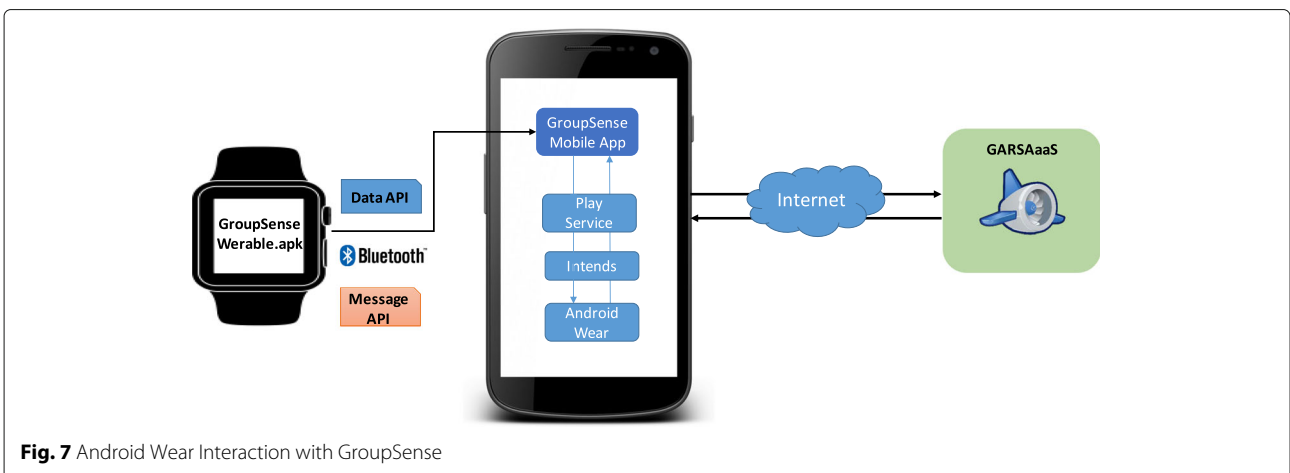 GroupSense
Werable.apk
Data API
Bluetooth™
Message
API
GroupSense
Mobile App
Play
Service
Intends
Android
Wear
Internet
GARSAaaS
Fig. 7 Android Wear Interaction with GroupSense